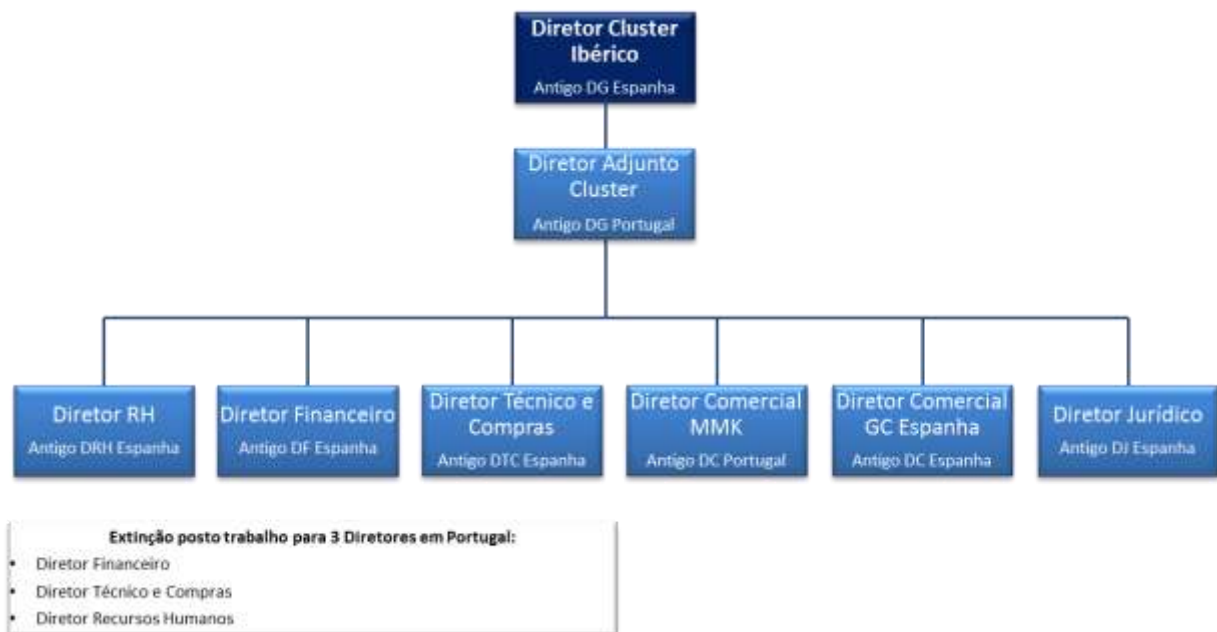 Diretor Cluster
Ibérico
Antigo DG Espanha
Diretor Adjunto
Cluster
Antigo DG Portugal
Diretor RH
Antigo DRH Espanha
Diretor Financeiro
Antigo DF Espanha
Diretor Técnico e
Compras
Antigo DTC Espanha
Diretor Comercial
MMK
Antigo DC Portugal
Diretor Comercial
GC Espanha
Antigo DC Espanha
Diretor Jurídico
Antigo DJ Espanha
Extinção posto trabalho para 3 Diretores em Portugal:
• Diretor Financeiro
• Diretor Técnico e Compras
• Diretor Recursos Humanos